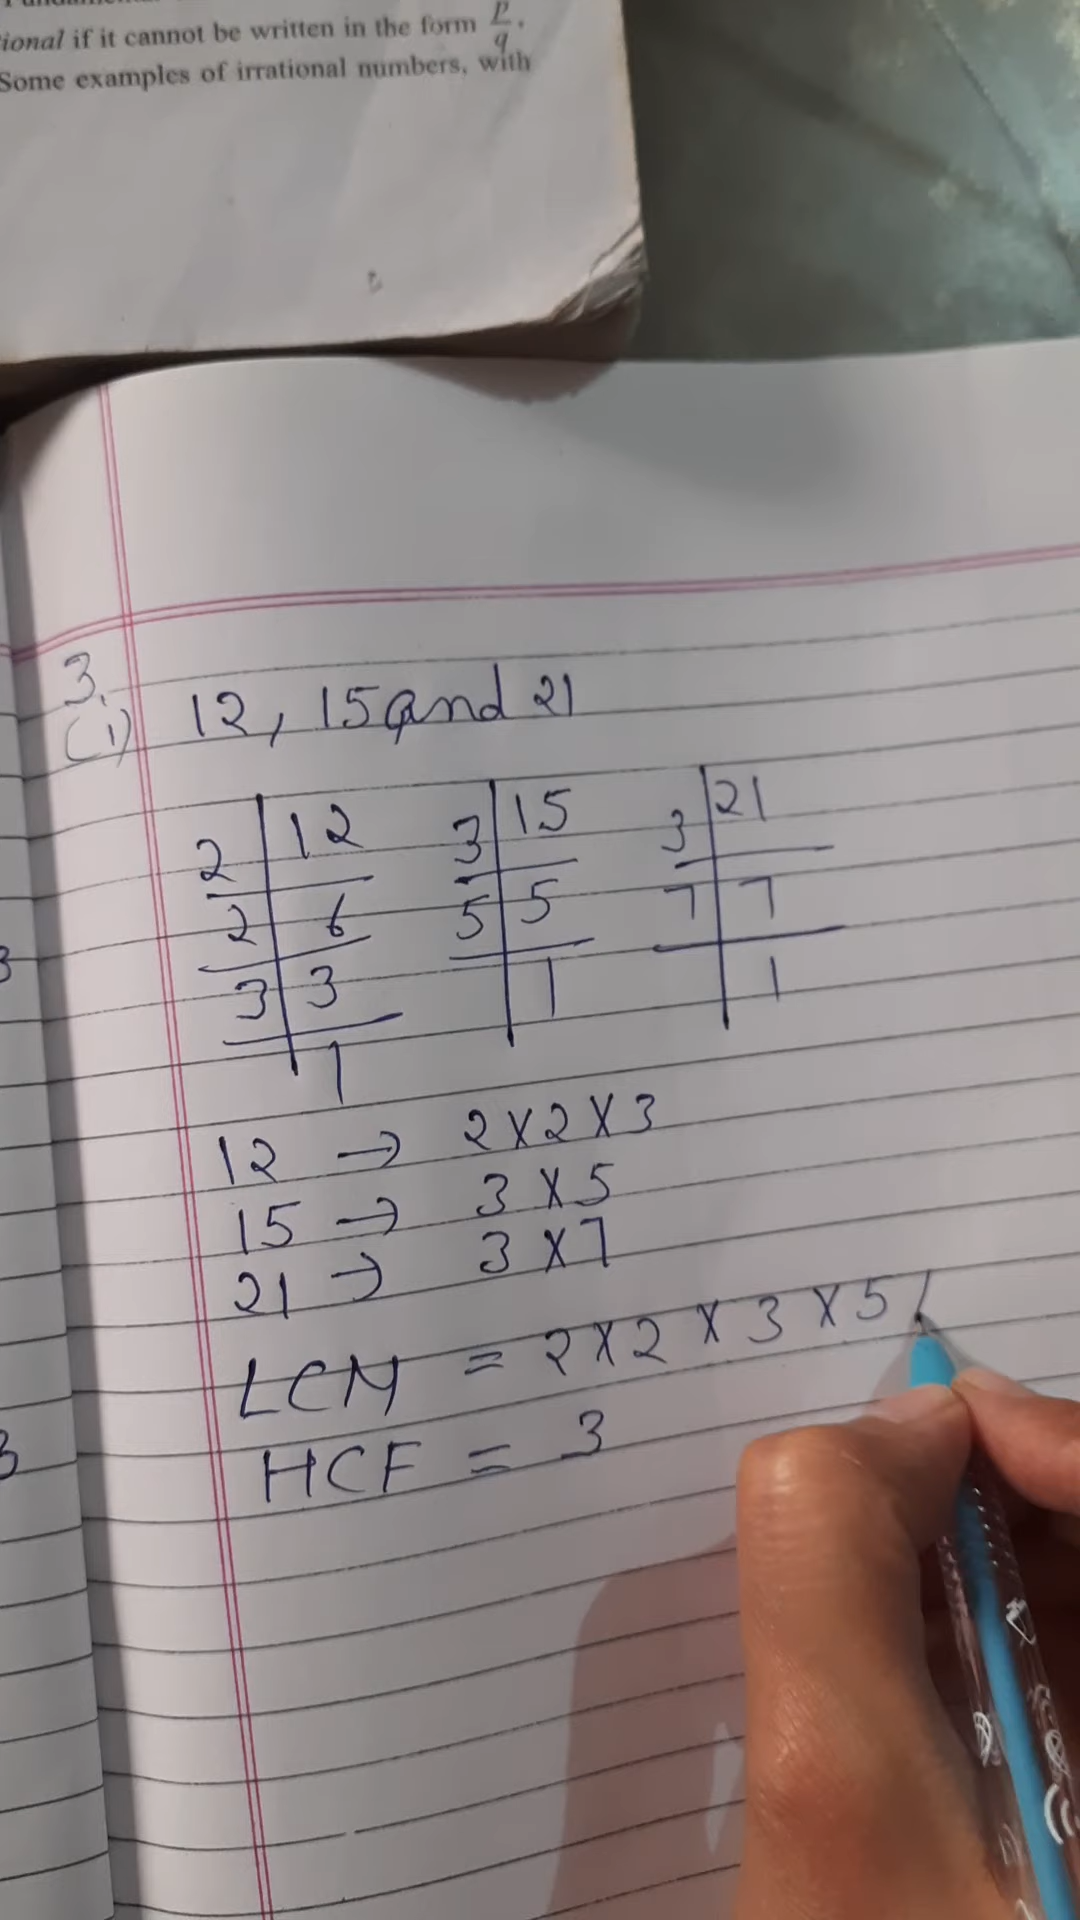 ional if it cannot be written in the form p/q.
Some examples of irrational numbers, with
3.
(i) 12, 15 and 21
2 | 12 3 | 15 3 | 21
2 | 6 5 | 5 7 | 7
3 | 3 1 1
1
12 → 2 X 2 X 3
15 → 3 X 5
21 → 3 X 7
LCM = 2 X 2 X 3 X 5
HCF = 3